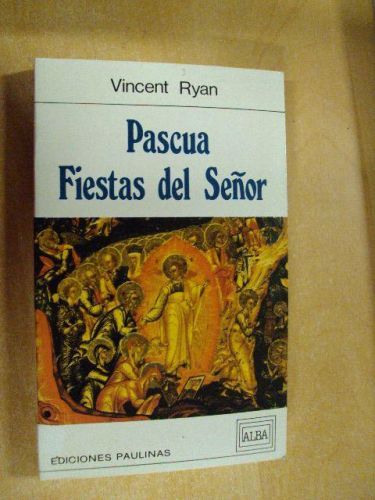 Vincent Ryan
Pascua
Fiestas del Señor
ALBA
EDICIONES PAULINAS